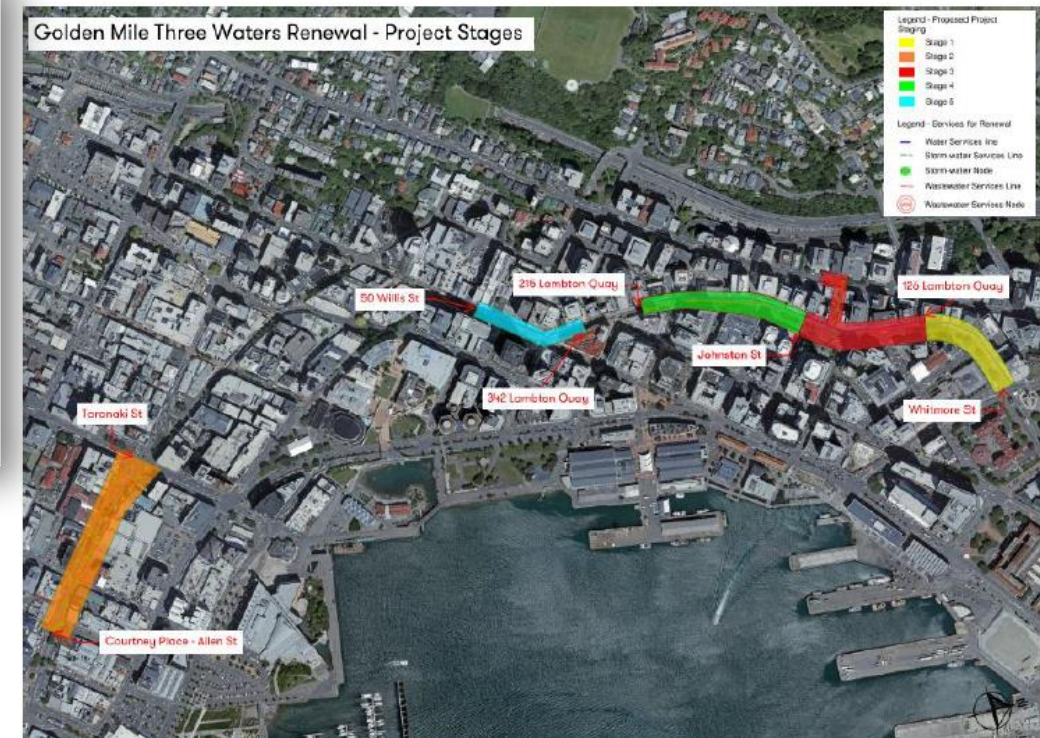 Golden Mile Three Waters Renewal - Project Stages
Legend - Proposed Project
Staging
Stage 1
Stage 2
Stage 3
Stage 4
Stage 5
Legend - Services for Renewal
Water Services line
Storm-water Services Line
Storm-water Node
Wastewater Services Line
Wastewater Services Node
50 Willis St
215 Lambton Quay
126 Lambton Quay
Johnston St
342 Lambton Quay
Whitmore St
Taranaki St
Courtney Place - Allen St